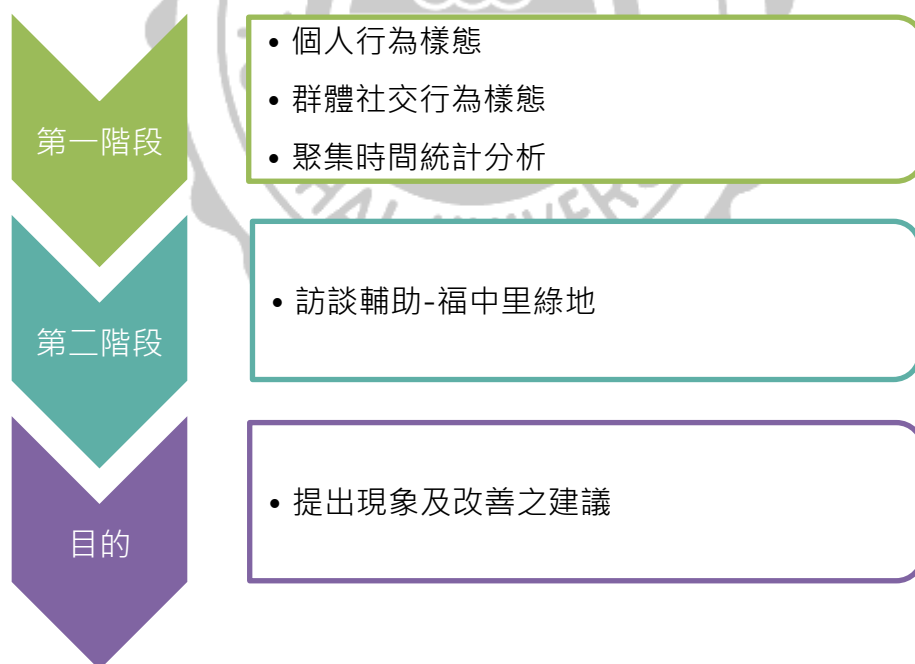 第一階段
• 個人行為樣態
• 群體社交行為樣態
• 聚集時間統計分析
第二階段
• 訪談輔助-福中里綠地
目的
• 提出現象及改善之建議